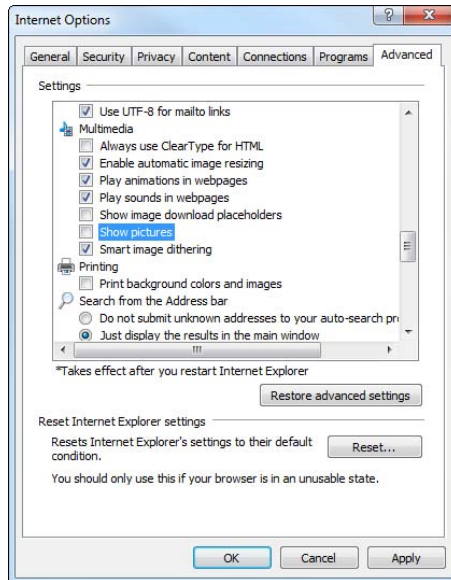 Internet Options
General Security Privacy Content Connections Programs Advanced
Settings
Use UTF-8 for mailto links
Multimedia
Always use ClearType for HTML
Enable automatic image resizing
Play animations in webpages
Play sounds in webpages
Show image download placeholders
Show pictures
Smart image dithering
Printing
Print background colors and images
Search from the Address bar
Do not submit unknown addresses to your auto-search pr
Just display the results in the main window
*Takes effect after you restart Internet Explorer
Restore advanced settings
Reset Internet Explorer settings
Resets Internet Explorer's settings to their default
condition.
Reset...
You should only use this if your browser is in an unusable state.
OK Cancel Apply